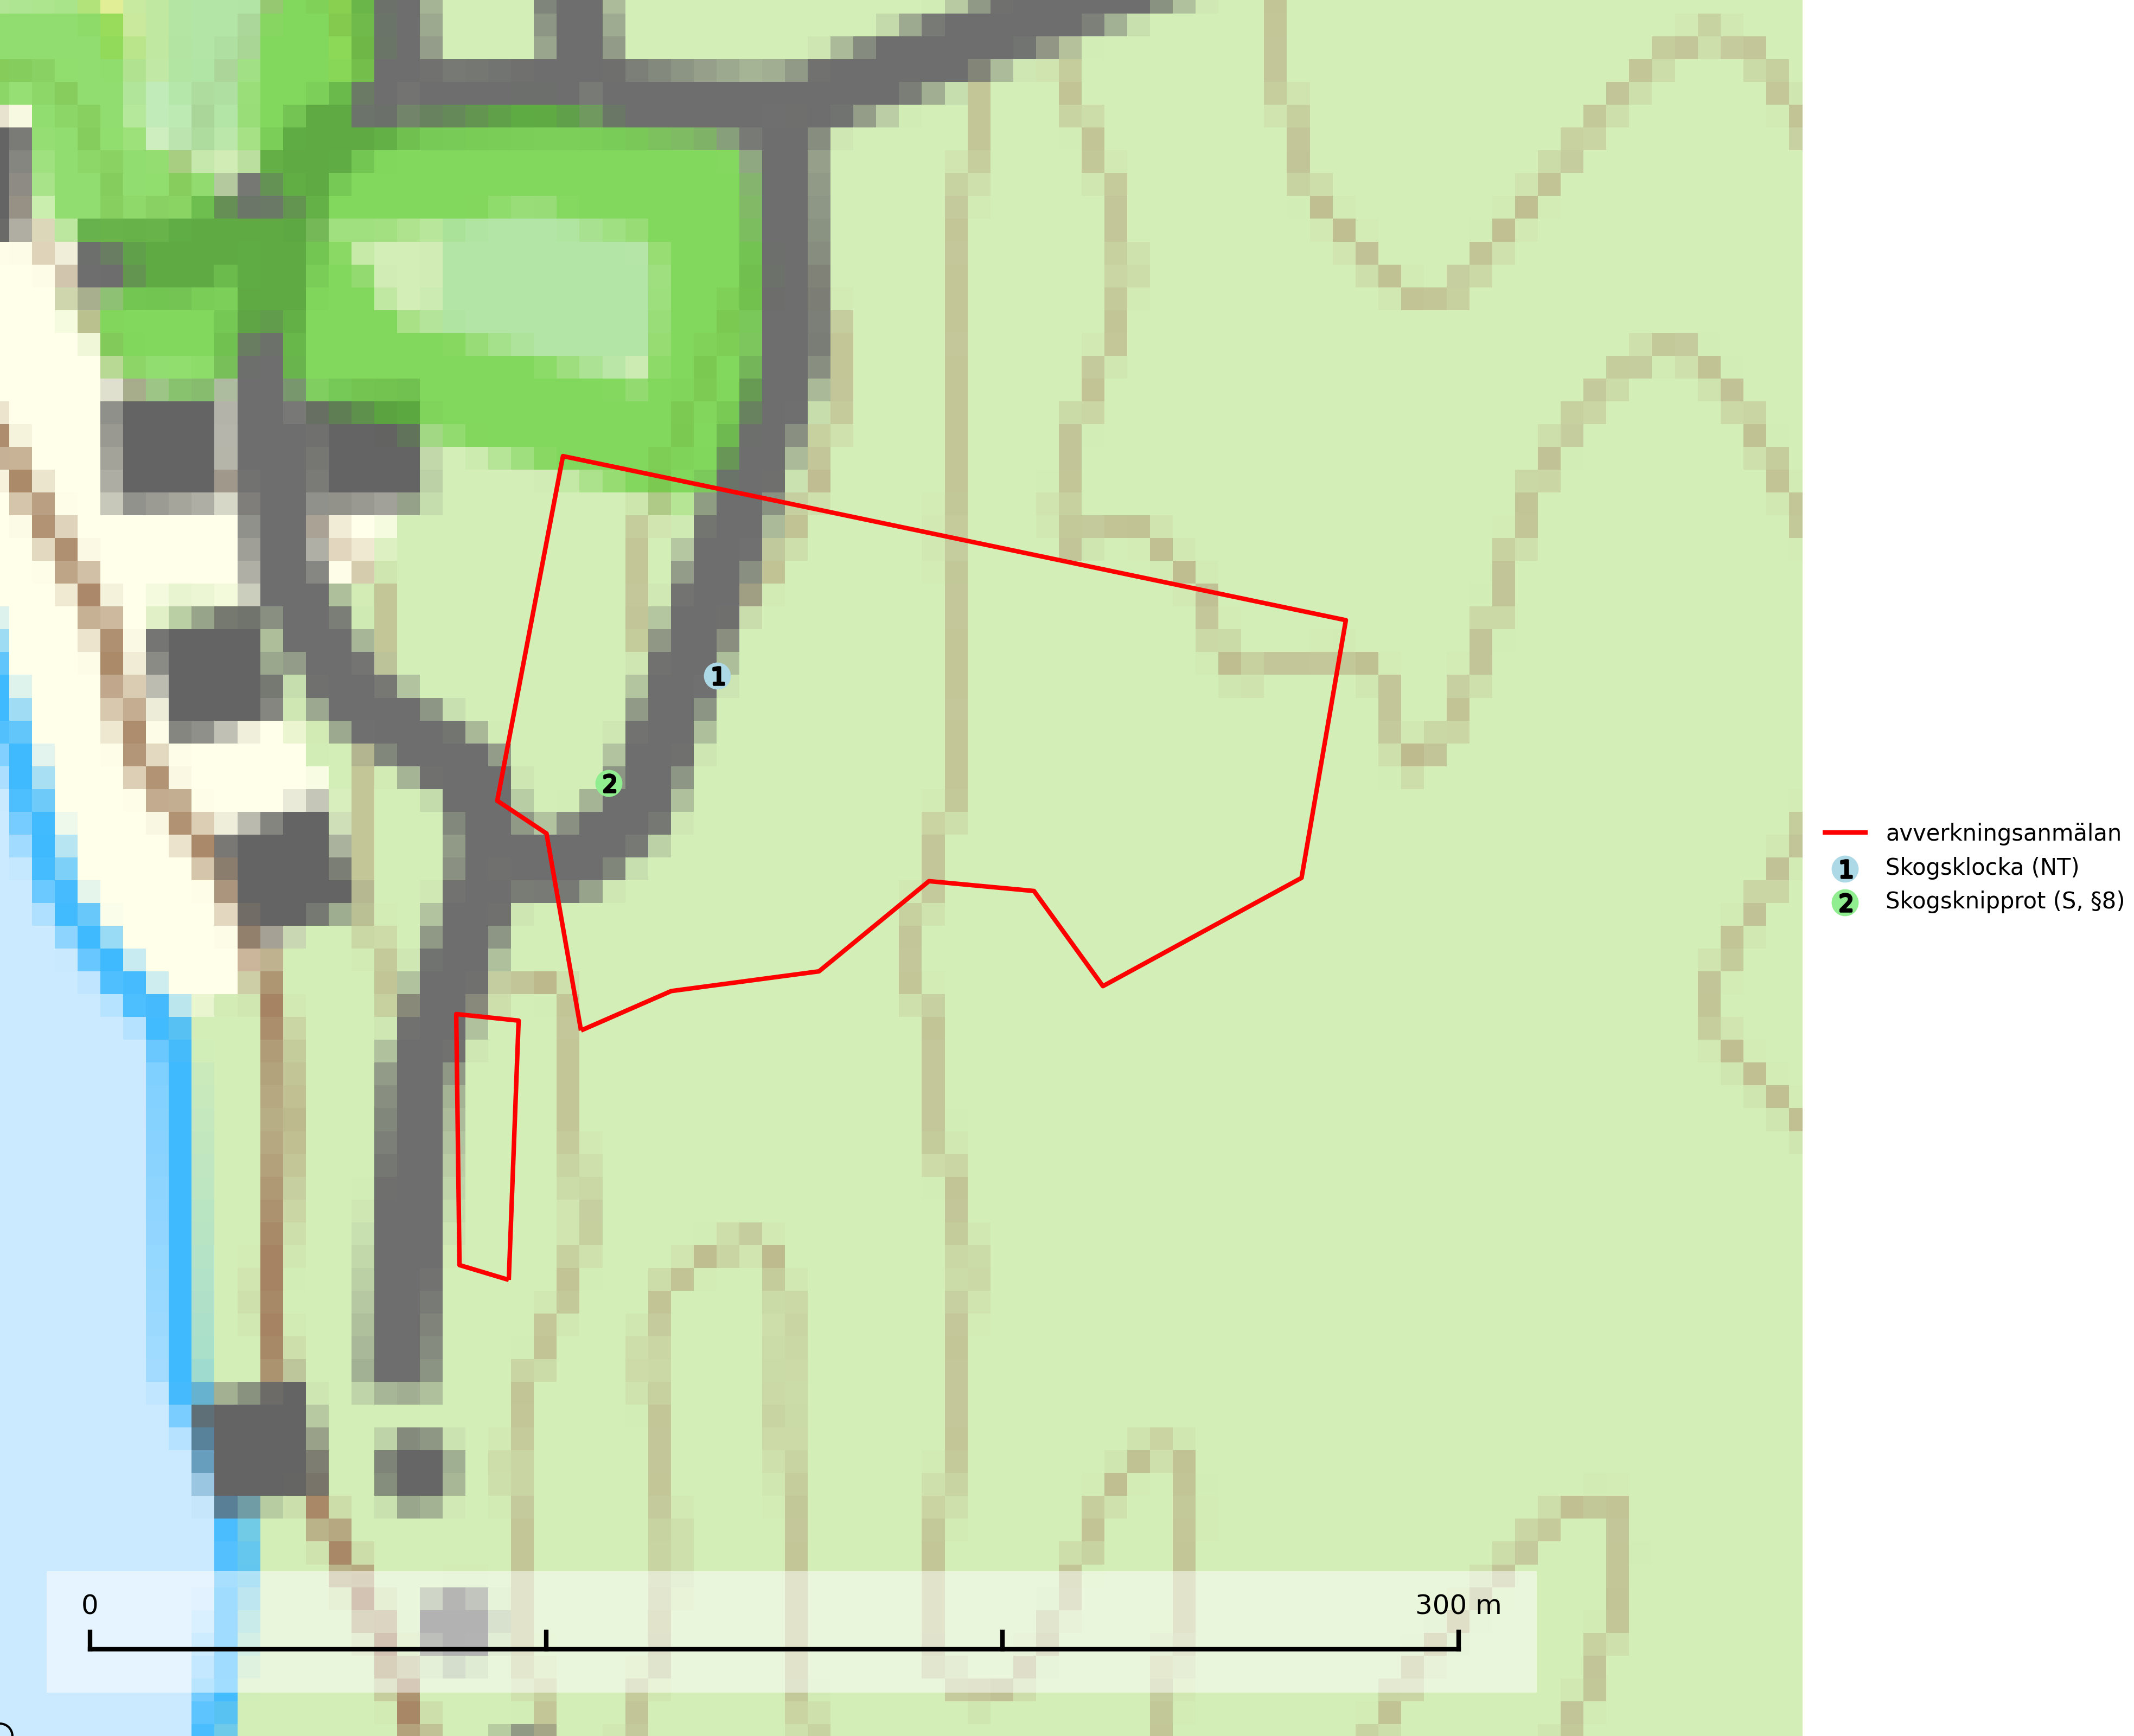 1
2
avverkningsanmälan
1 Skogsklocka (NT)
2 Skogsknipprot (S, §8)
0 300 m